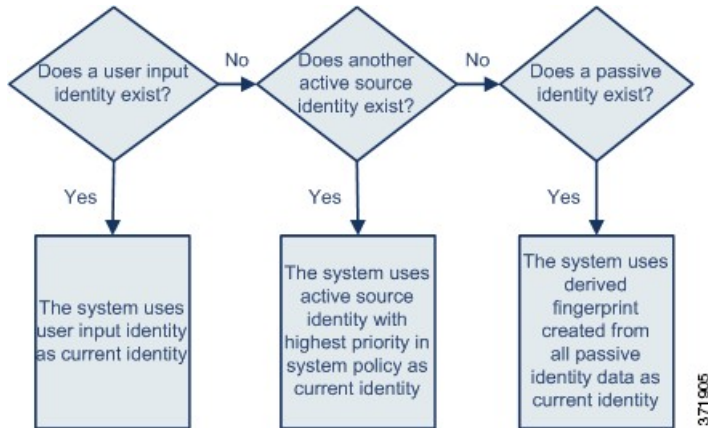 Does a user input
identity exist?
No
Does another
active source
identity exist?
No
Does a passive
identity exist?
Yes
Yes
Yes
The system uses
user input identity
as current identity
The system uses
active source
identity with
highest priority in
system policy as
current identity
The system uses
derived
fingerprint
created from
all passive
identity data as
current identity
371905